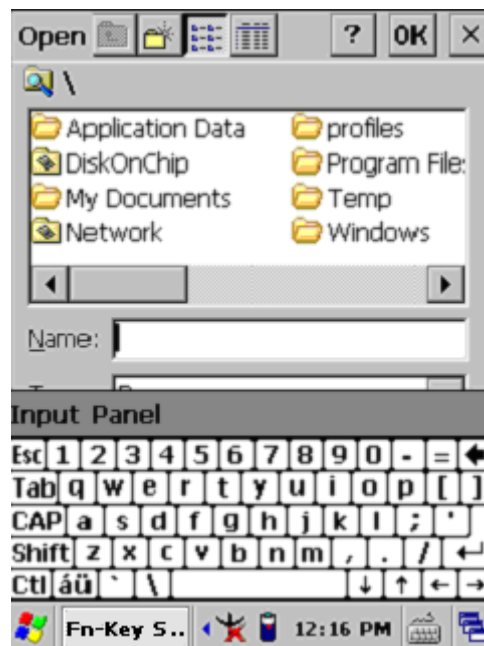 Open ? OK ×
\
Application Data profiles
DiskOnChip Program File
My Documents Temp
Network Windows
Name:
Input Panel
Esc 1 2 3 4 5 6 7 8 9 0 - =
Tab q w e r t y u i o p [ ]
CAP a s d f g h j k l ; '
Shift z x c v b n m , . /
Ctl áü ` \ ↓ ↑ ← →
Fn-Key S.. 12:16 PM